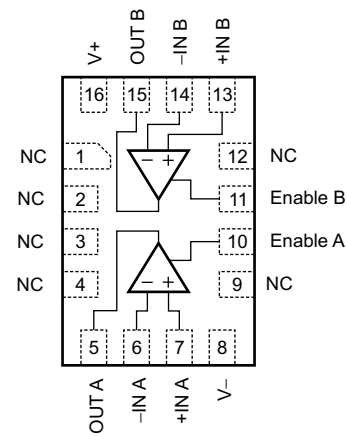 V+
OUT B
−IN B
+IN B
16
15
14
13
NC 1
− +
12 NC
NC 2
11 Enable B
NC 3
10 Enable A
NC 4
− +
9 NC
5
6
7
8
OUT A
−IN A
+IN A
V−